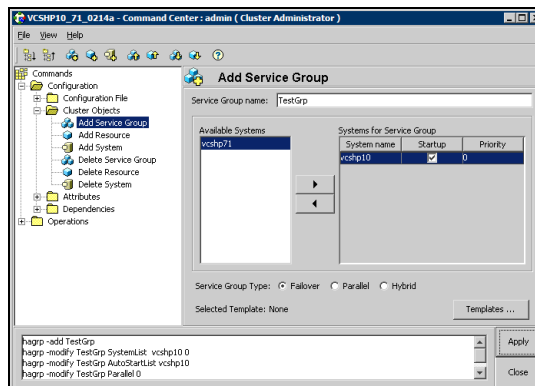 VCSHP10_71_0214a - Command Center : admin ( Cluster Administrator )
File View Help
Commands
Configuration
Configuration File
Cluster Objects
Add Service Group
Add Resource
Add System
Delete Service Group
Delete Resource
Delete System
Attributes
Dependencies
Operations
Add Service Group
Service Group name: TestGrp
Available Systems
vcshp71
Systems for Service Group
System name Startup Priority
vcshp10 0
Service Group Type: Failover Parallel Hybrid
Selected Template: None
Templates ...
hagrp -add TestGrp
hagrp -modify TestGrp SystemList vcshp10 0
hagrp -modify TestGrp AutoStartList vcshp10
hagrp -modify TestGrp Parallel 0
Apply
Close